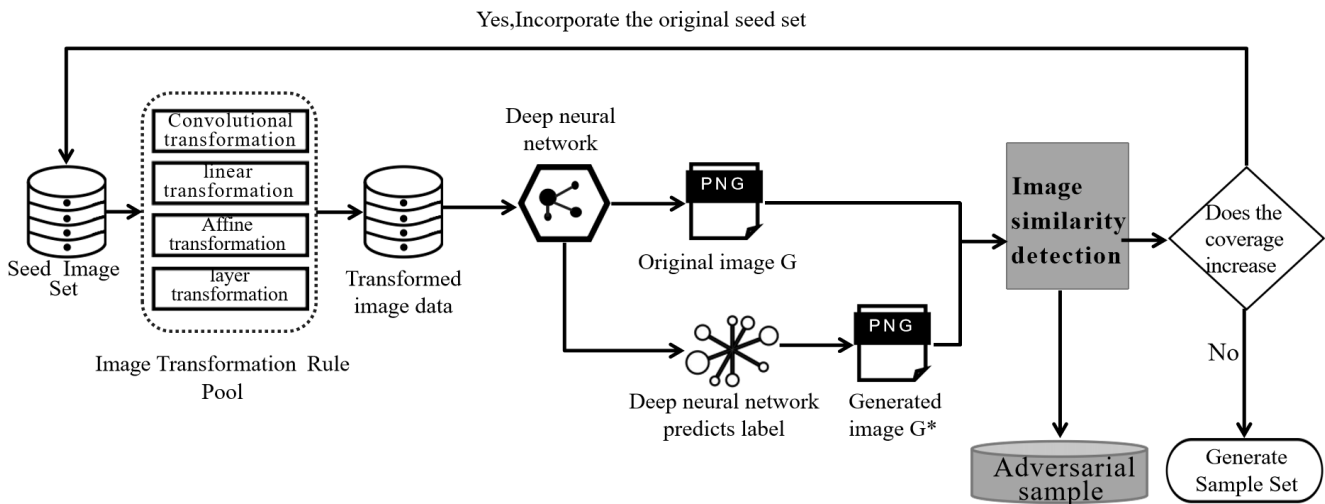 Yes,Incorporate the original seed set
Seed Image
Set
Convolutional
transformation
linear
transformation
Affine
transformation
layer
transformation
Image Transformation Rule
Pool
Transformed
image data
Deep neural
network
PNG
Original image G
Deep neural network
predicts label
PNG
Generated
image G*
Image
similarity
detection
Adversarial
sample
Does the
coverage
increase
No
Generate
Sample Set